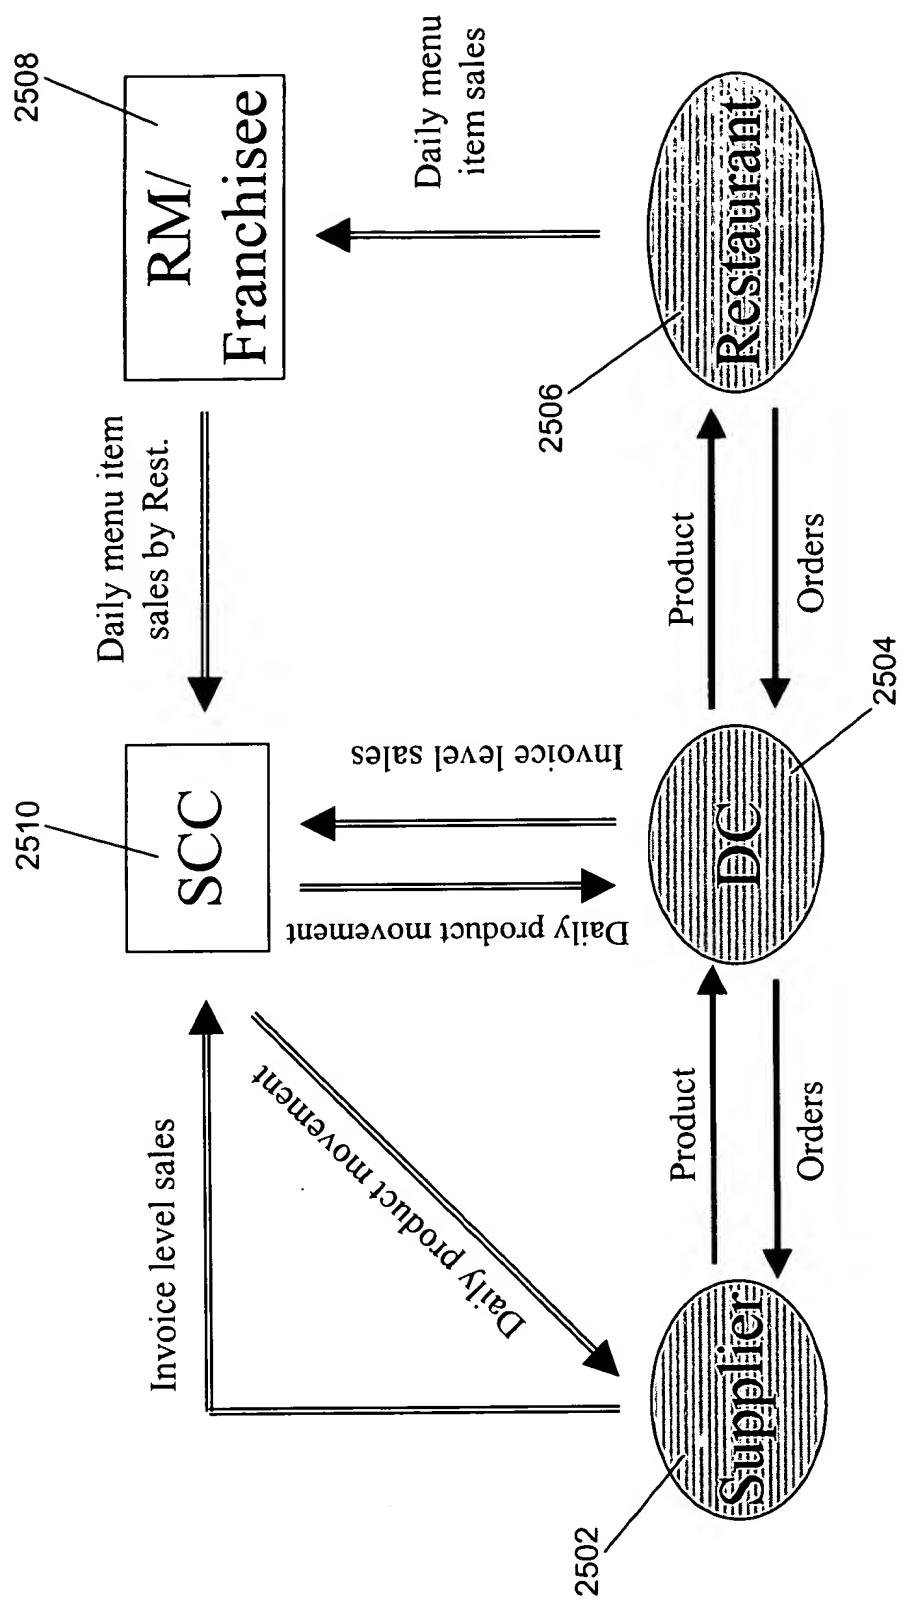 2510
2508
SCC
RM/
Franchisee
Daily menu item
sales by Rest.
Invoice level sales
Daily product movement
Daily product movement
Invoice level sales
Daily menu
item sales
2506
Product
Product
Supplier
DC
Restaurant
Orders
Orders
2502
2504